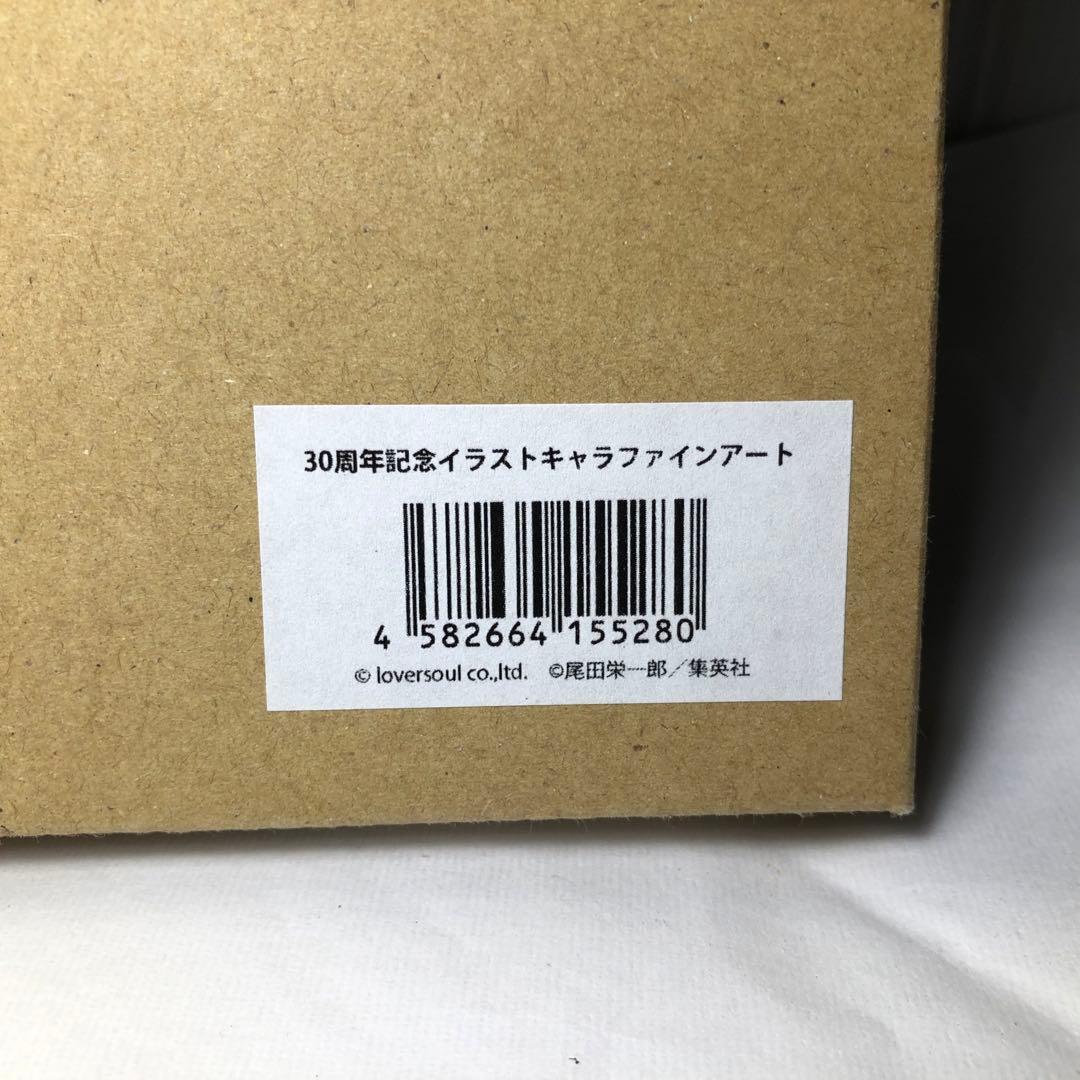 30周年記念イラストキャラファインアート
4 582664 155280
© loversoul co.,ltd. ©尾田栄一郎／集英社